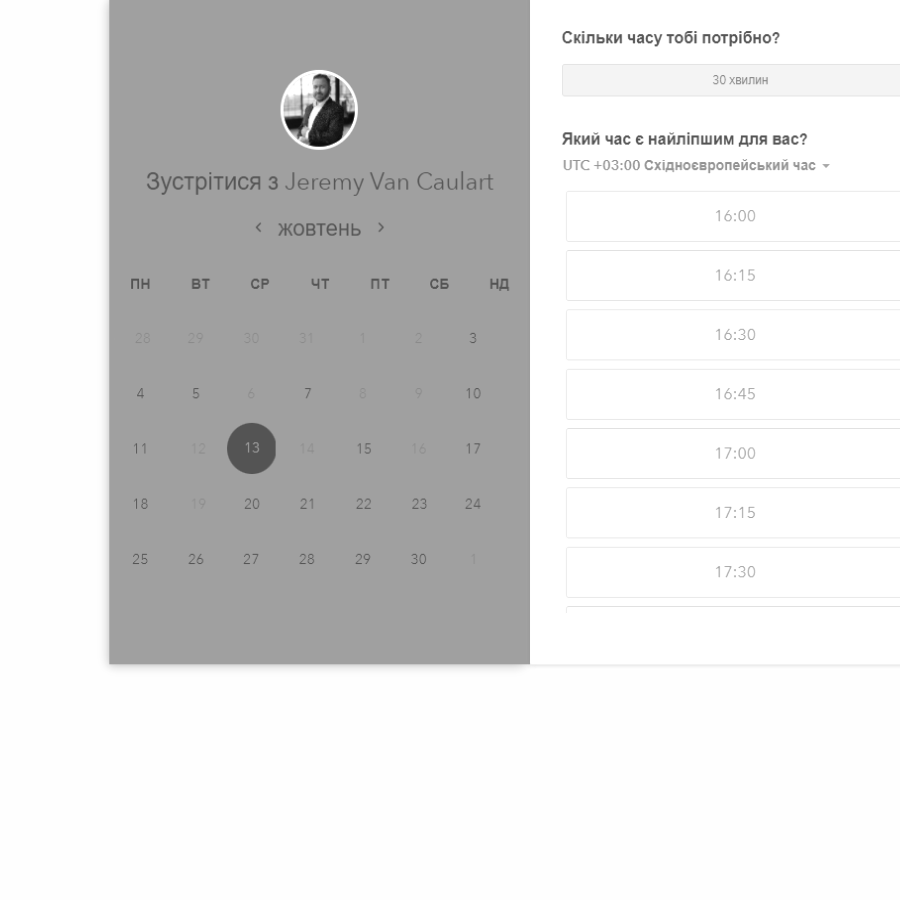 Зустрітися з Jeremy Van Caulart
жовтень
ПН ВТ СР ЧТ ПТ СБ НД
28 29 30 31 1 2 3
4 5 6 7 8 9 10
11 12 13 14 15 16 17
18 19 20 21 22 23 24
25 26 27 28 29 30 1
Скільки часу тобі потрібно?
30 хвилин
Який час є найліпшим для вас?
UTC +03:00 Східноєвропейський час
16:00
16:15
16:30
16:45
17:00
17:15
17:30